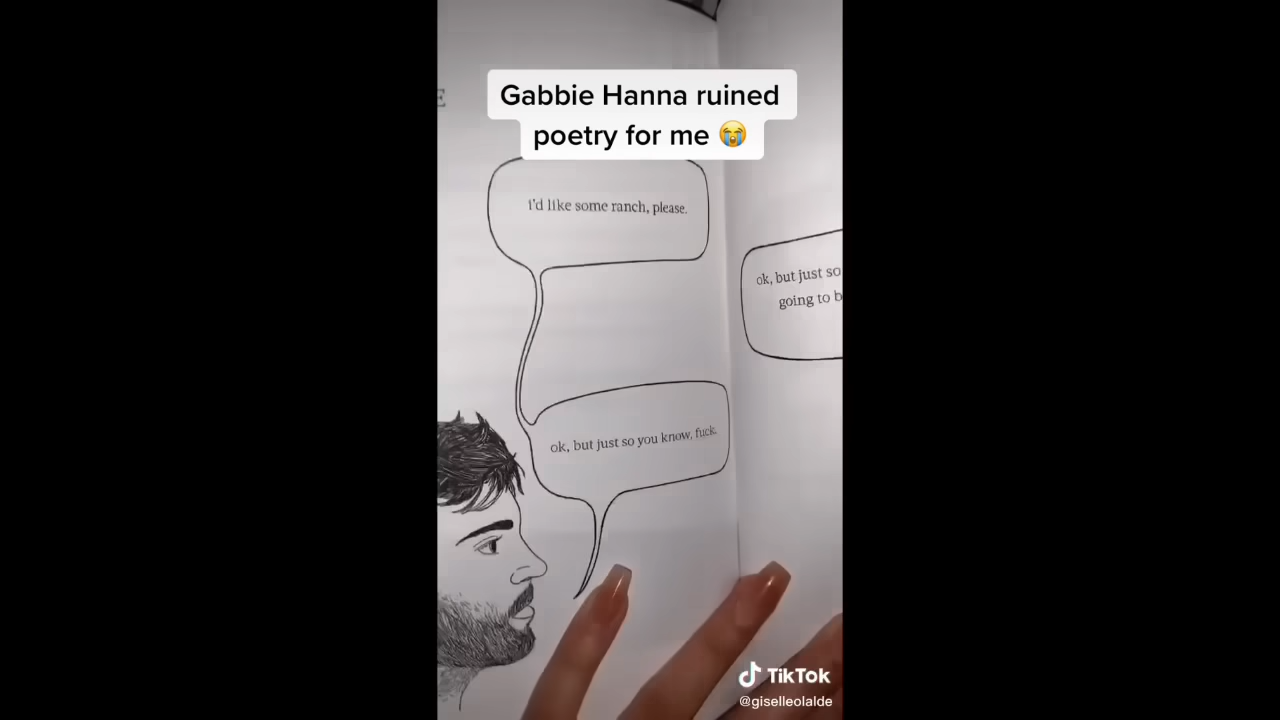 Gabbie Hanna ruined
poetry for me 😭
E
i'd like some ranch, please.
ok, but just so you know, fuck.
ok, but just so
going to b
TikTok
@giselleolalde